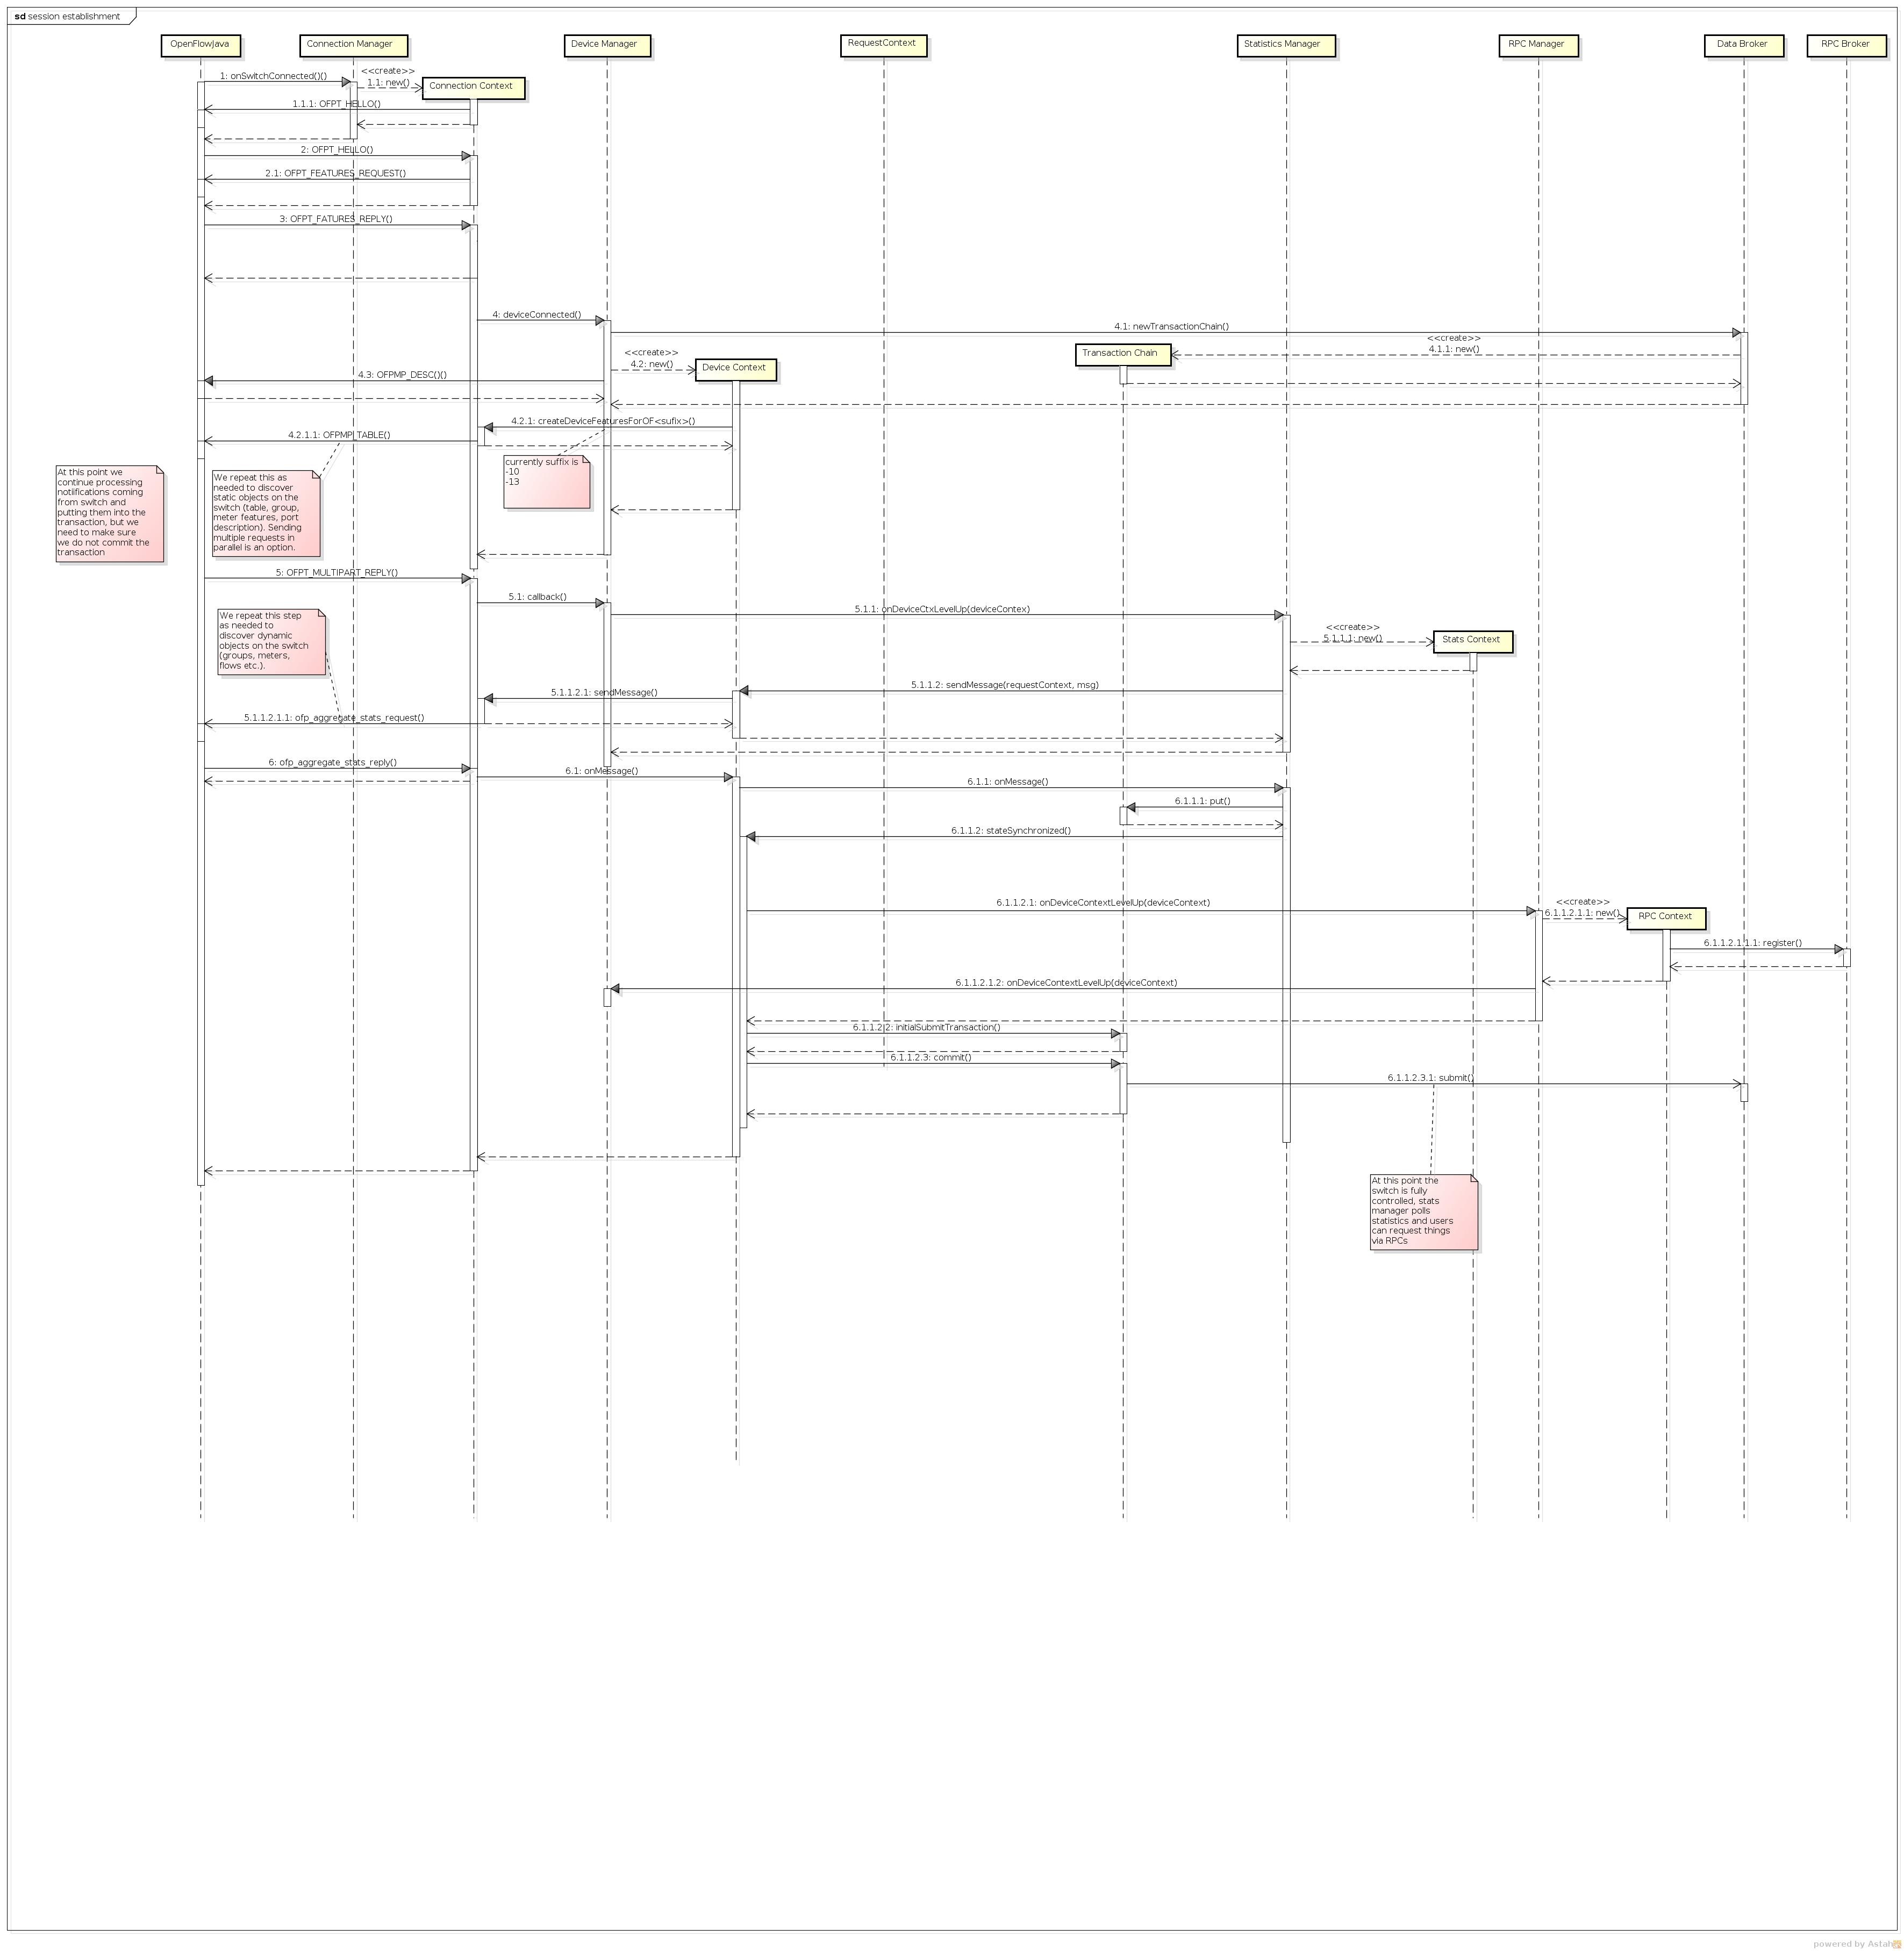 sd session establishment
OpenFlowJava
Connection Manager
Device Manager
RequestContext
Statistics Manager
RPC Manager
Data Broker
RPC Broker
1: onSwitchConnected()()
<<create>>
1.1: new()
Connection Context
1.1.1: OFPT_HELLO()
2: OFPT_HELLO()
2.1: OFPT_FEATURES_REQUEST()
3: OFPT_FATURES_REPLY()
4: deviceConnected()
4.1: newTransactionChain()
<<create>>
4.1.1: new()
Transaction Chain
<<create>>
4.2: new()
Device Context
4.3: OFPMP_DESC()()
4.2.1: createDeviceFeaturesForOF<sufix>()
4.2.1.1: OFPMP_TABLE()
currently suffix is
-10
-13
At this point we
continue processing
notiifications coming
from switch and
putting them into the
transaction, but we
need to make sure
we do not commit the
transaction
We repeat this as
needed to discover
static objects on the
switch (table, group,
meter features, port
description). Sending
multiple requests in
parallel is an option.
5: OFPT_MULTIPART_REPLY()
5.1: callback()
5.1.1: onDeviceCtxLevelUp(deviceContex)
We repeat this step
as needed to
discover dynamic
objects on the switch
(groups, meters,
flows etc.).
<<create>>
5.1.1.1: new()
Stats Context
5.1.1.2: sendMessage(requestContext, msg)
5.1.1.2.1: sendMessage()
5.1.1.2.1.1: ofp_aggregate_stats_request()
6: ofp_aggregate_stats_reply()
6.1: onMessage()
6.1.1: onMessage()
6.1.1.1: put()
6.1.1.2: stateSynchronized()
6.1.1.2.1: onDeviceContextLevelUp(deviceContext)
<<create>>
6.1.1.2.1.1: new()
RPC Context
6.1.1.2.1.1.1: register()
6.1.1.2.1.2: onDeviceContextLevelUp(deviceContext)
6.1.1.2.2: initialSubmitTransaction()
6.1.1.2.3: commit()
6.1.1.2.3.1: submit()
At this point the
switch is fully
controlled, stats
manager polls
statistics and users
can request things
via RPCs
powered by Astah